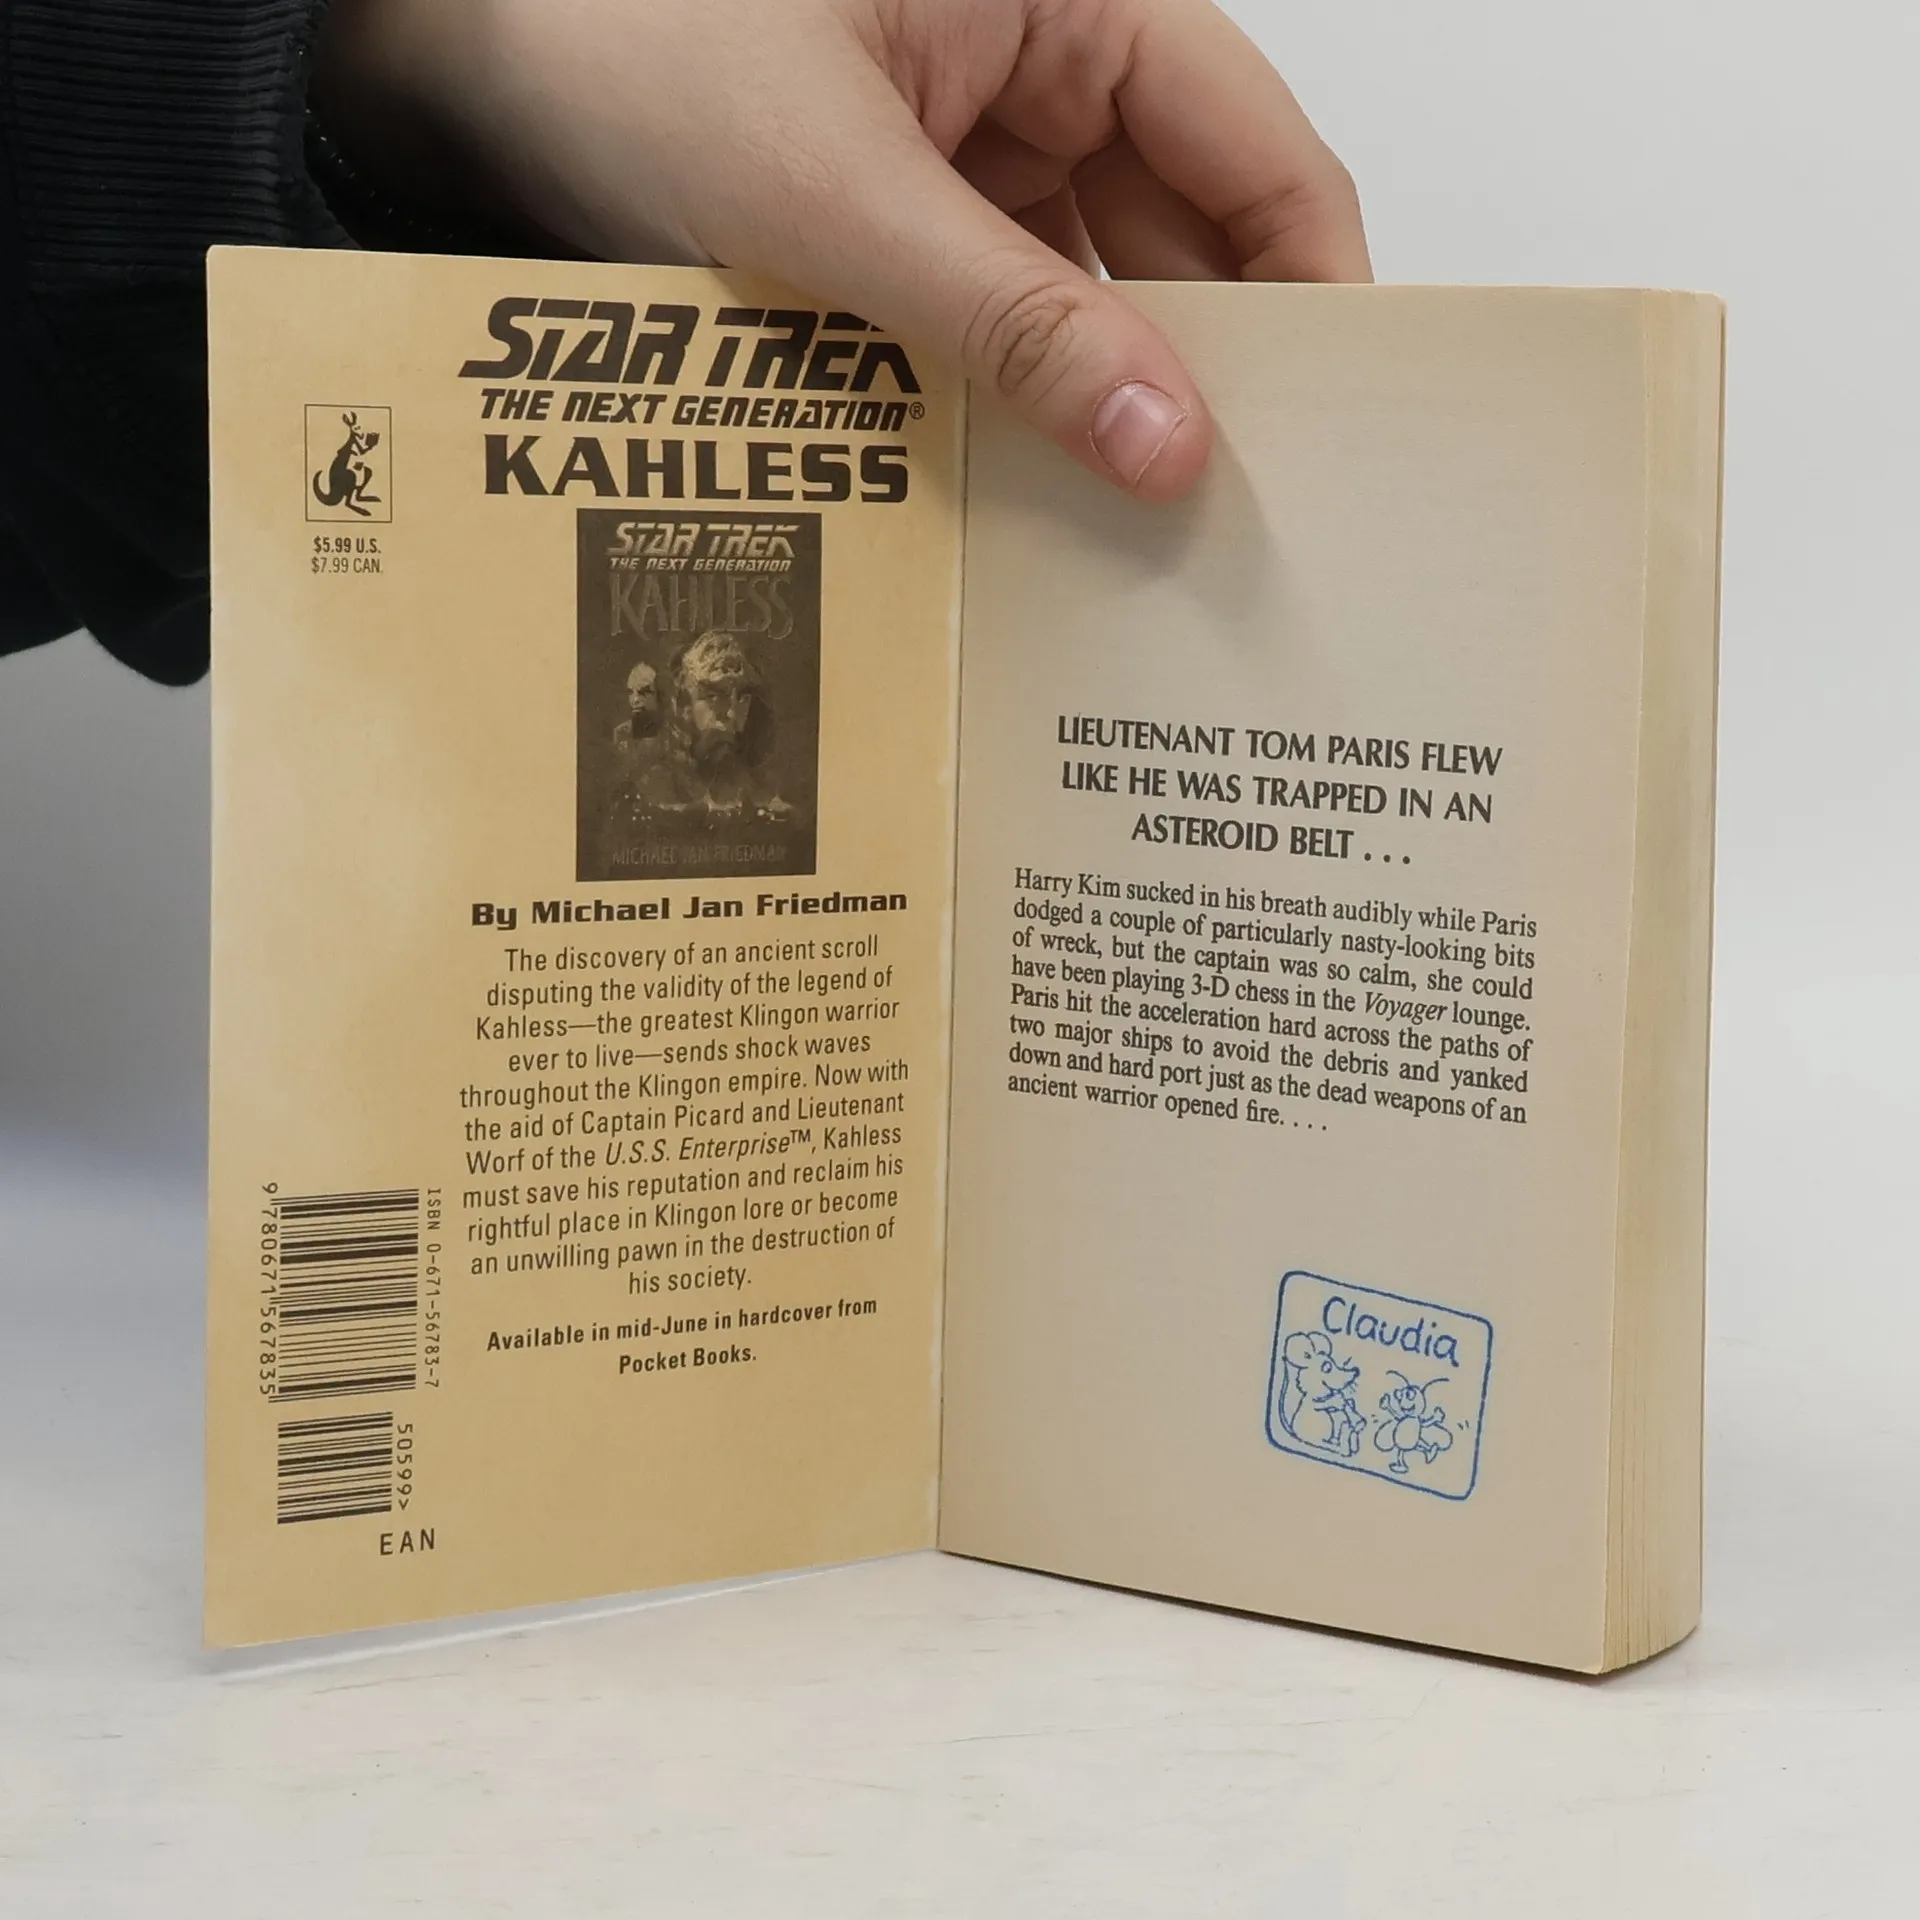 STAR TREK
THE NEXT GENERATION®
KAHLESS
$5.99 U.S.
$7.99 CAN.
STAR TREK
THE NEXT GENERATION
KAHLESS
MICHAEL JAN FRIEDMAN
By Michael Jan Friedman
The discovery of an ancient scroll
disputing the validity of the legend of
Kahless—the greatest Klingon warrior
ever to live—sends shock waves
throughout the Klingon empire. Now with
the aid of Captain Picard and Lieutenant
Worf of the U.S.S. Enterprise™, Kahless
must save his reputation and reclaim his
rightful place in Klingon lore or become
an unwilling pawn in the destruction of
his society.
Available in mid-June in hardcover from
Pocket Books.
ISBN 0-671-56783-7
9 780671 567835
50599>
EAN
LIEUTENANT TOM PARIS FLEW
LIKE HE WAS TRAPPED IN AN
ASTEROID BELT . . .
Harry Kim sucked in his breath audibly while Paris
dodged a couple of particularly nasty-looking bits
of wreck, but the captain was so calm, she could
have been playing 3-D chess in the Voyager lounge.
Paris hit the acceleration hard across the paths of
two major ships to avoid the debris and yanked
down and hard port just as the dead weapons of an
ancient warrior opened fire. . . .
Claudia